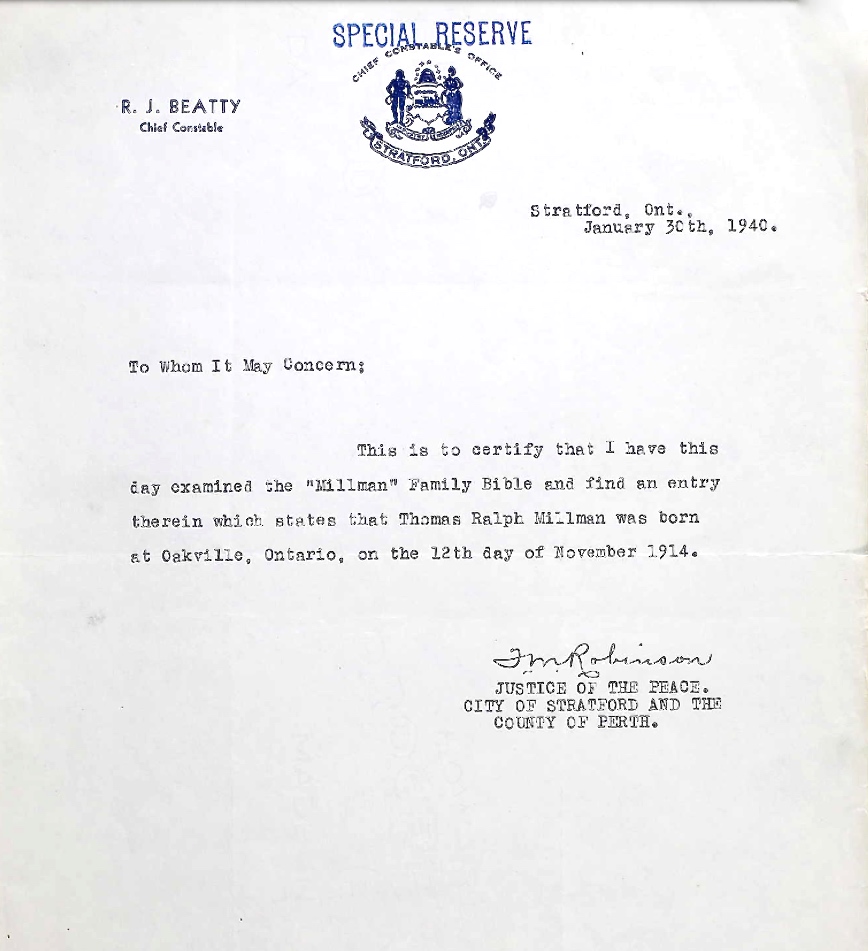 SPECIAL RESERVE
CHIEF CONSTABLE'S OFFICE
STRATFORD, ONT.
R. J. BEATTY
Chief Constable
Stratford, Ont.,
January 30th, 1940.
To Whom It May Concern;
This is to certify that I have this
day examined the "Millman" Family Bible and find an entry
therein which states that Thomas Ralph Millman was born
at Oakville, Ontario, on the 12th day of November 1914.
F M Robinson
JUSTICE OF THE PEACE.
CITY OF STRATFORD AND THE
COUNTY OF PERTH.